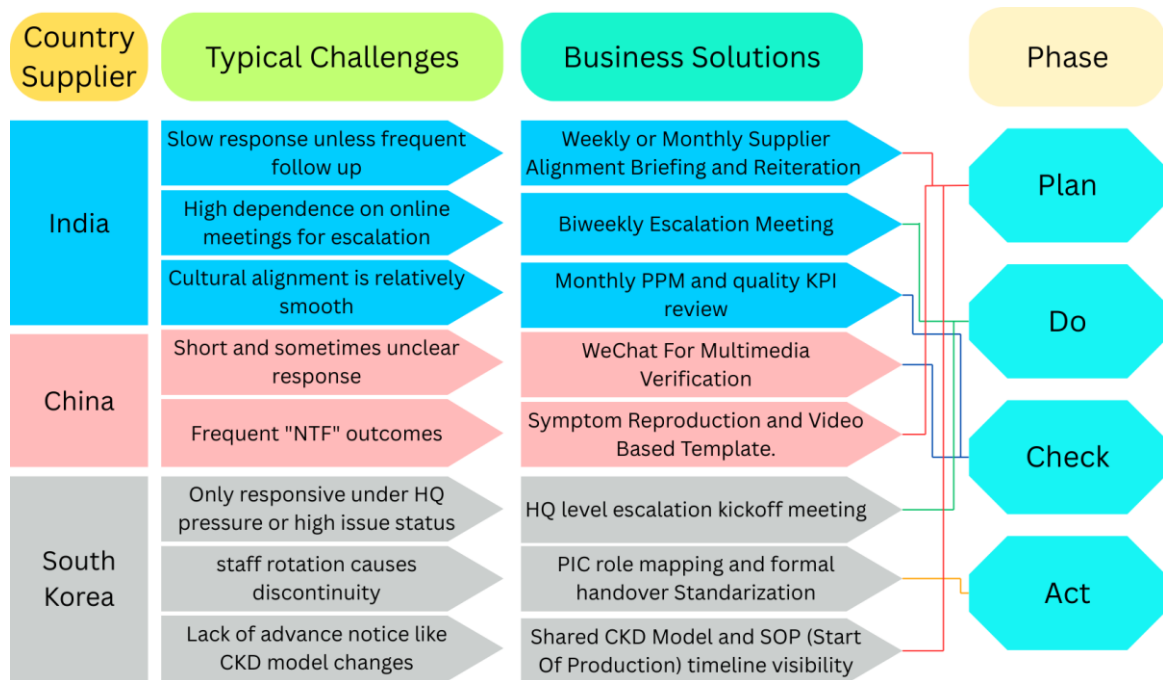 Country
Supplier
Typical Challenges
Business Solutions
Phase
India
Slow response unless frequent
follow up
Weekly or Monthly Supplier
Alignment Briefing and Reiteration
High dependence on online
meetings for escalation
Biweekly Escalation Meeting
Cultural alignment is relatively
smooth
Monthly PPM and quality KPI
review
China
Short and sometimes unclear
response
WeChat For Multimedia
Verification
Frequent "NTF" outcomes
Symptom Reproduction and Video
Based Template.
South
Korea
Only responsive under HQ
pressure or high issue status
HQ level escalation kickoff meeting
staff rotation causes
discontinuity
PIC role mapping and formal
handover Standarization
Lack of advance notice like
CKD model changes
Shared CKD Model and SOP (Start
Of Production) timeline visibility
Plan
Do
Check
Act